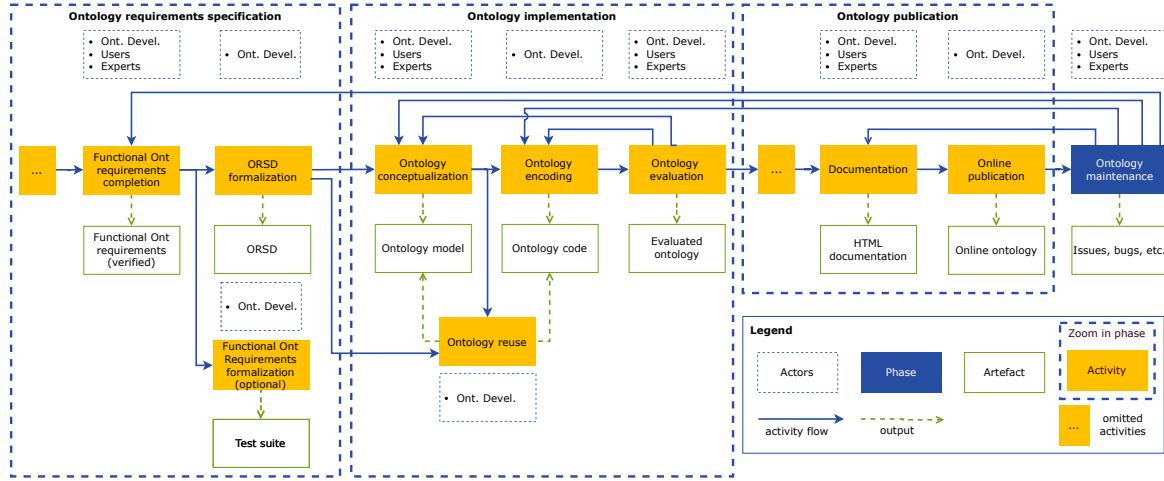 Ontology requirements specification
• Ont. Devel.
• Users
• Experts
• Ont. Devel.
...
Functional Ont
requirements
completion
ORSD
formalization
Functional Ont
requirements
(verified)
ORSD
• Ont. Devel.
Functional Ont
Requirements
formalization
(optional)
Test suite
Ontology implementation
• Ont. Devel.
• Users
• Experts
• Ont. Devel.
• Ont. Devel.
• Users
• Experts
Ontology
conceptualization
Ontology
encoding
Ontology
evaluation
Ontology model
Ontology code
Evaluated
ontology
Ontology reuse
• Ont. Devel.
Ontology publication
• Ont. Devel.
• Users
• Experts
• Ont. Devel.
• Ont. Devel.
• Users
• Experts
...
Documentation
Online
publication
Ontology
maintenance
HTML
documentation
Online ontology
Issues, bugs, etc.
Legend
Actors
Phase
Artefact
Zoom in phase
Activity
activity flow
output
...
omitted
activities